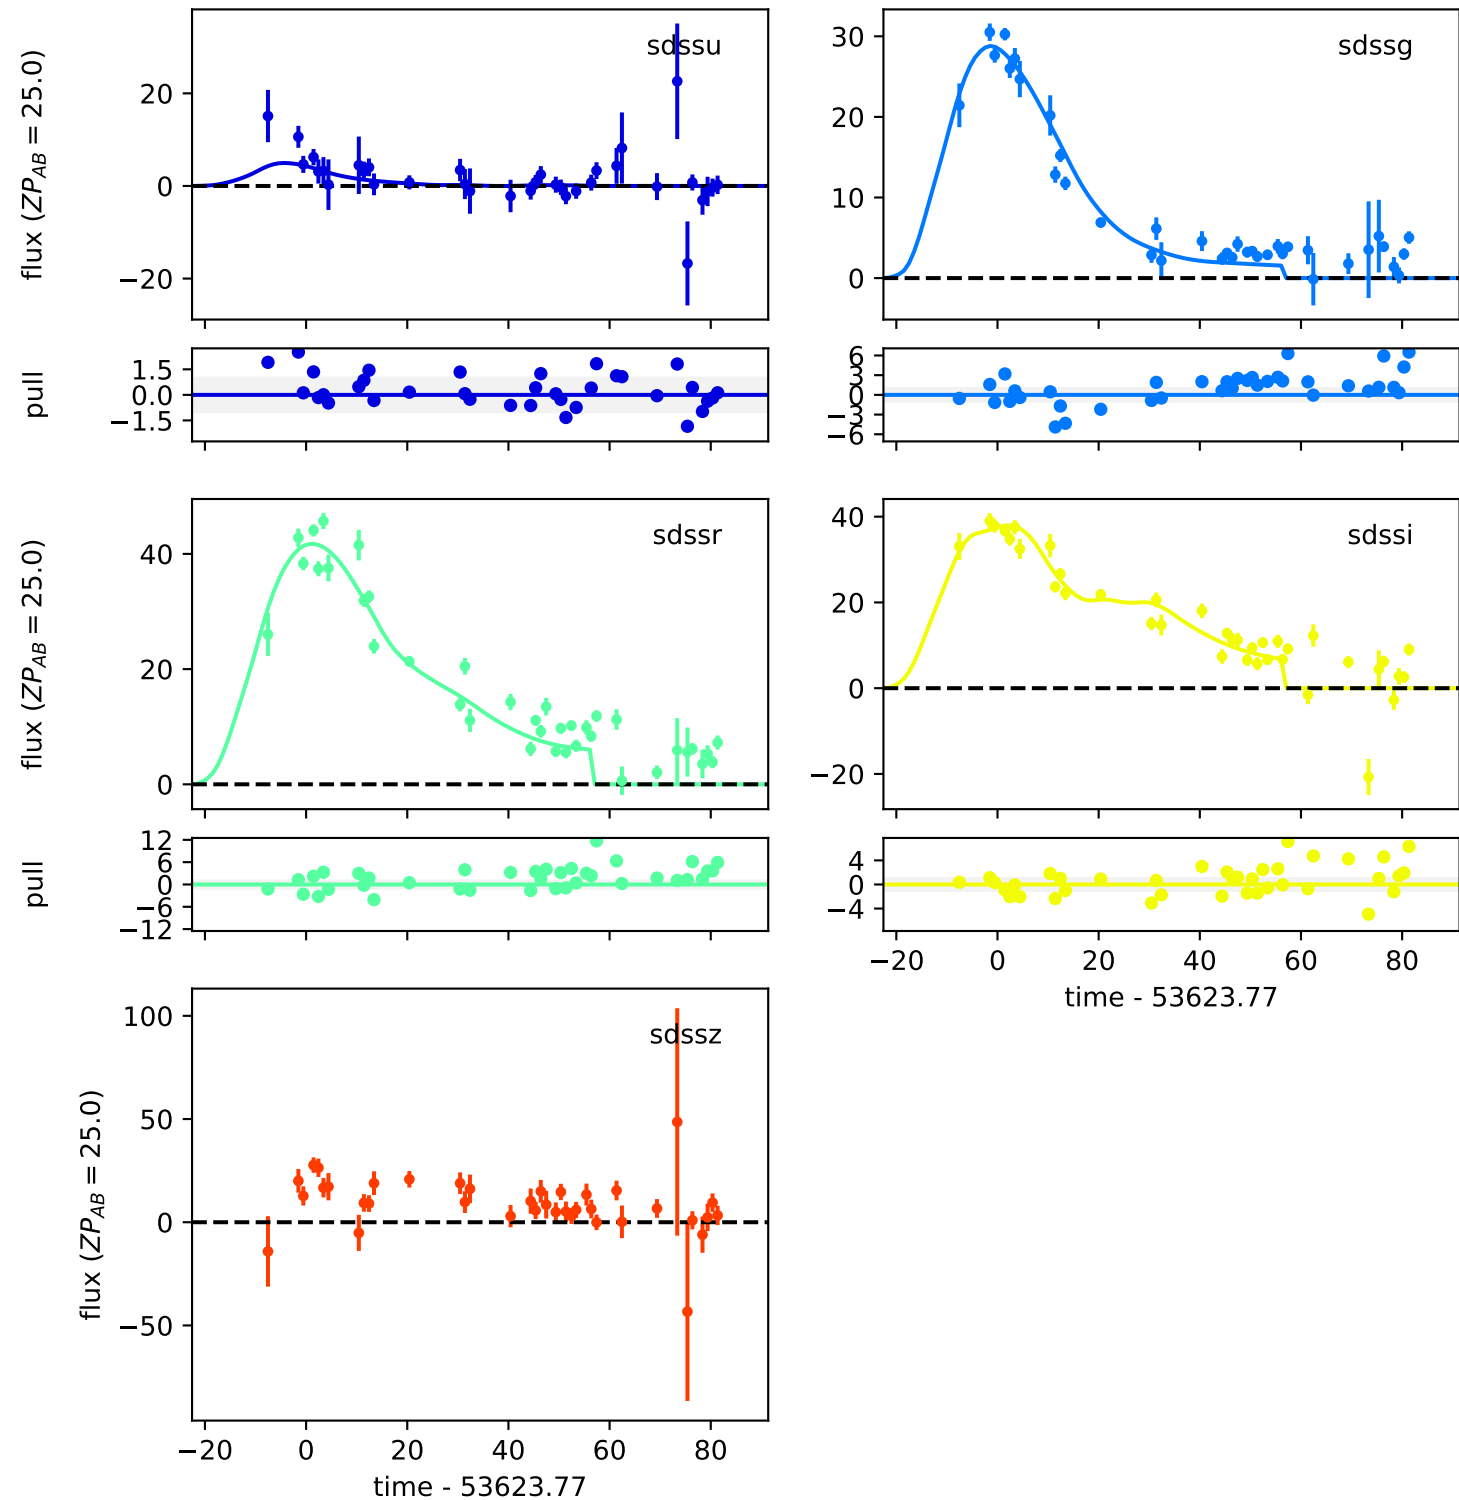 sdssu
flux (ZP_AB = 25.0)
20
0
−20
sdssg
30
20
10
0
pull
1.5
0.0
−1.5
6
3
0
−3
−6
sdssr
flux (ZP_AB = 25.0)
40
20
0
sdssi
40
20
0
−20
pull
12
6
0
−6
−12
4
0
−4
−20 0 20 40 60 80
time - 53623.77
sdssz
flux (ZP_AB = 25.0)
100
50
0
−50
−20 0 20 40 60 80
time - 53623.77